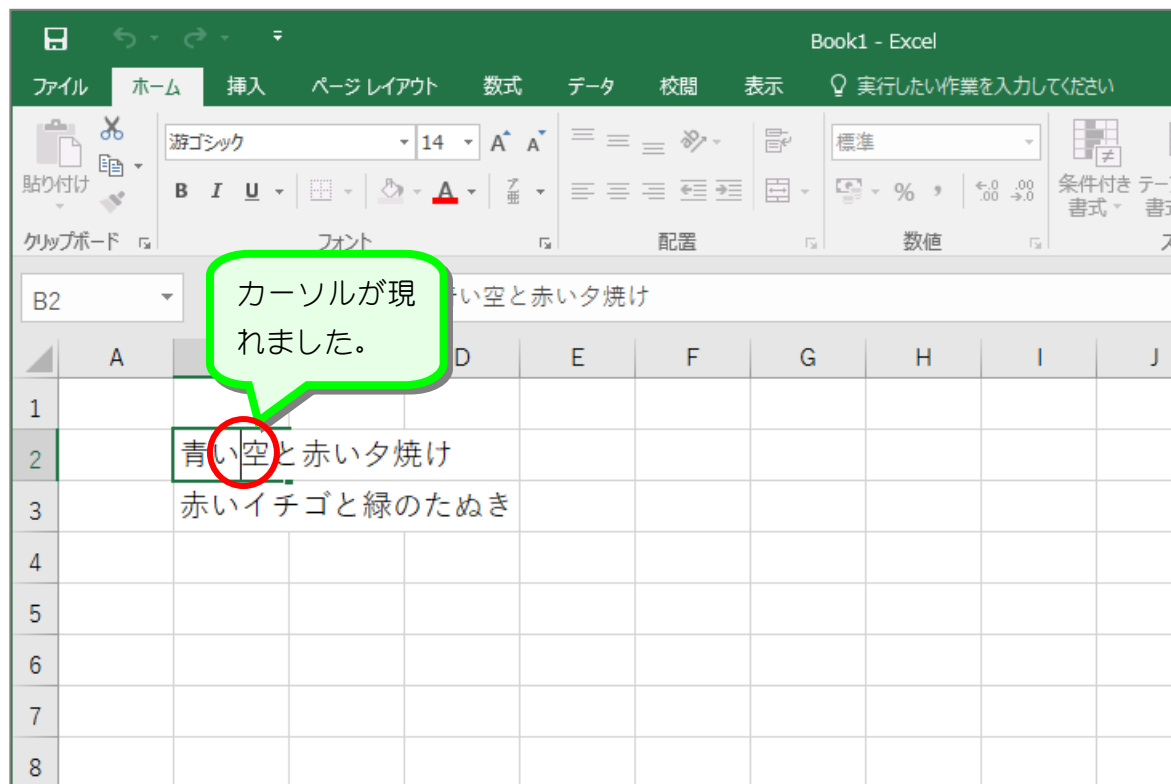 Book1 - Excel
ファイル ホーム 挿入 ページ レイアウト 数式 データ 校閲 表示 実行したい作業を入力してください
游ゴシック 14 A A 標準
貼り付け B I U A ア亜 % , ←.0 .00 .00 →.0 条件付き書式
クリップボード フォント 配置 数値
カーソルが現
れました。
B2 い空と赤い夕焼け
A D E F G H I J
1
2 青い空と赤い夕焼け
3 赤いイチゴと緑のたぬき
4
5
6
7
8